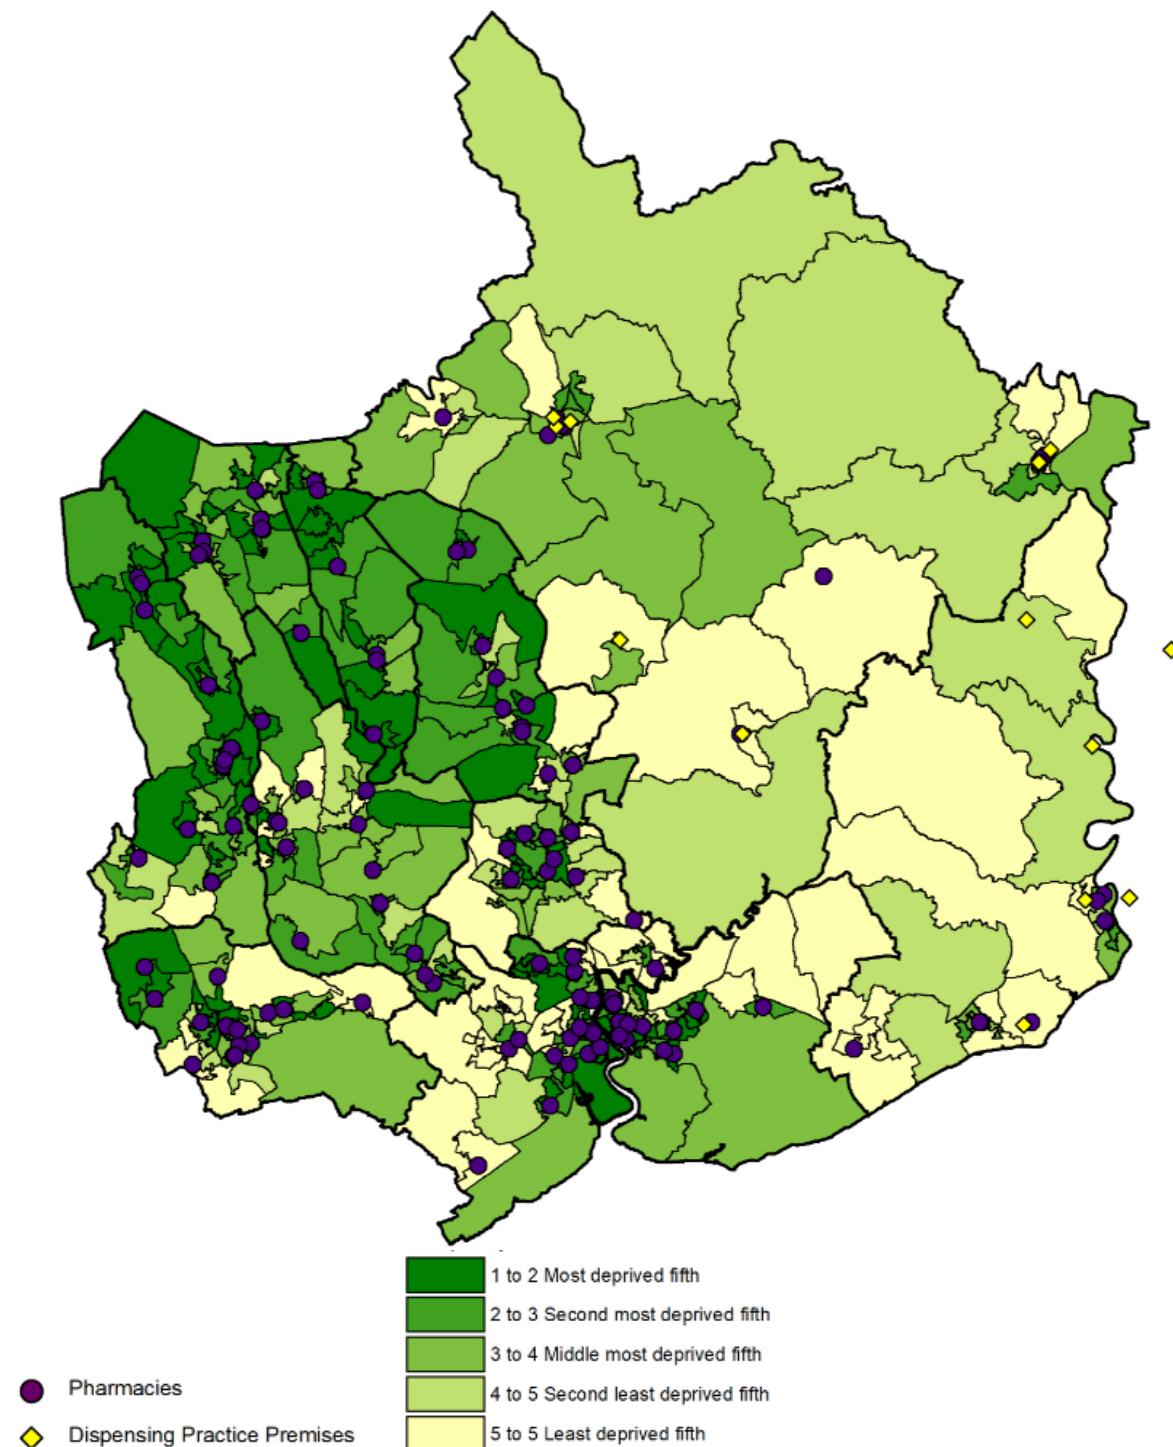 1 to 2 Most deprived fifth
2 to 3 Second most deprived fifth
3 to 4 Middle most deprived fifth
4 to 5 Second least deprived fifth
5 to 5 Least deprived fifth
Pharmacies
Dispensing Practice Premises